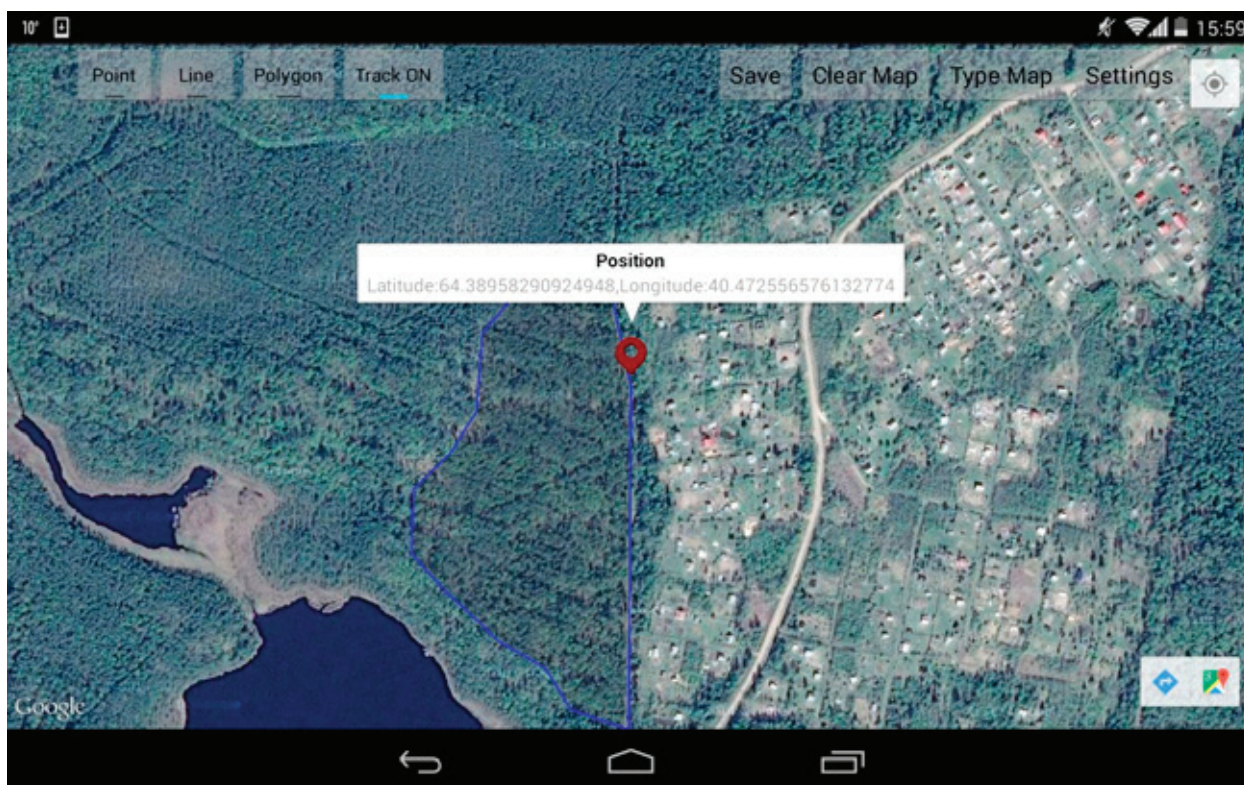 10° 15:59
Point Line Polygon Track ON Save Clear Map Type Map Settings
Position
Latitude:64.38958290924948,Longitude:40.472556576132774
Google